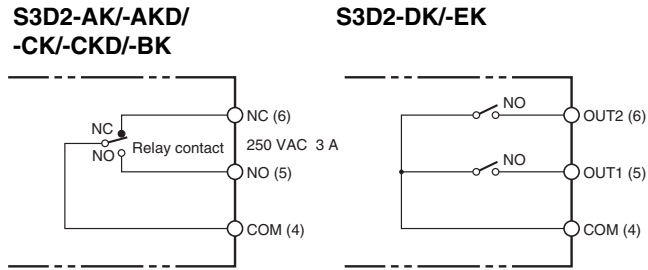 S3D2-AK/-AKD/
-CK/-CKD/-BK
NC (6)
NC
Relay contact
250 VAC 3 A
NO
NO (5)
COM (4)
S3D2-DK/-EK
NO
OUT2 (6)
NO
OUT1 (5)
COM (4)